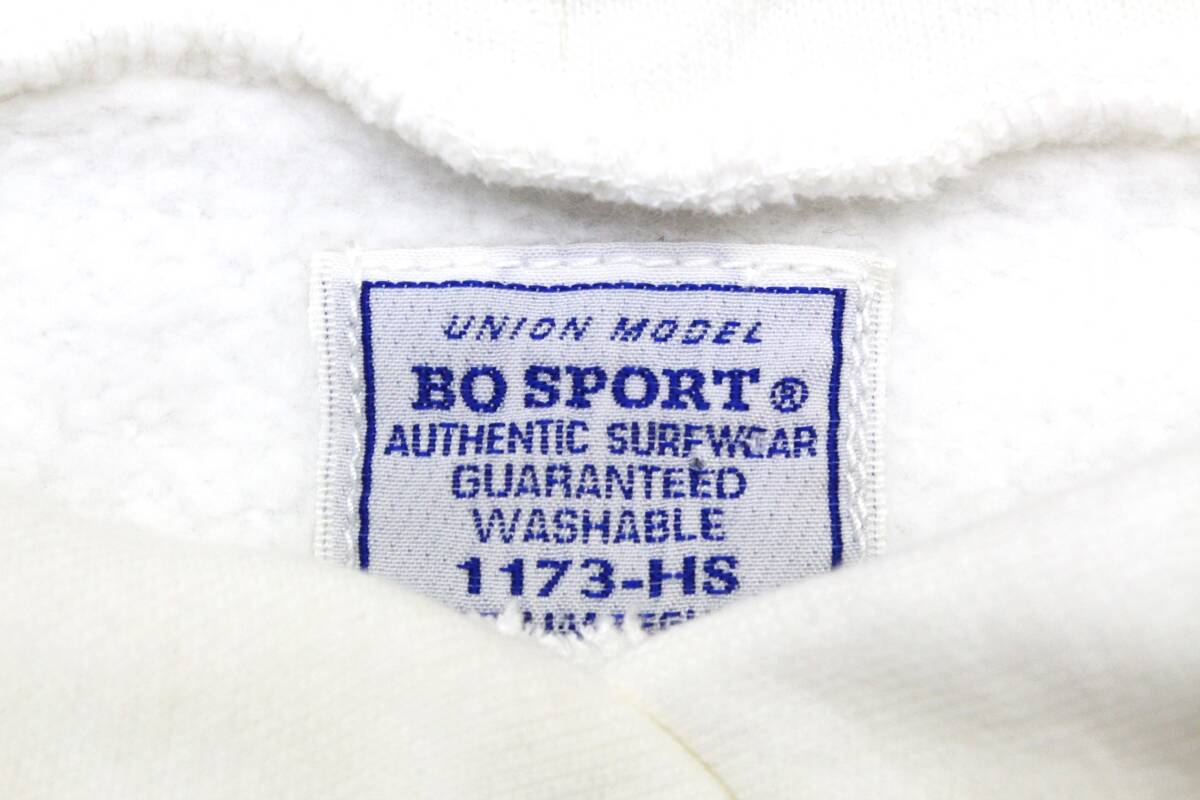 UNION MODEL
BO SPORT®
AUTHENTIC SURFWEAR
GUARANTEED
WASHABLE
1173-HS